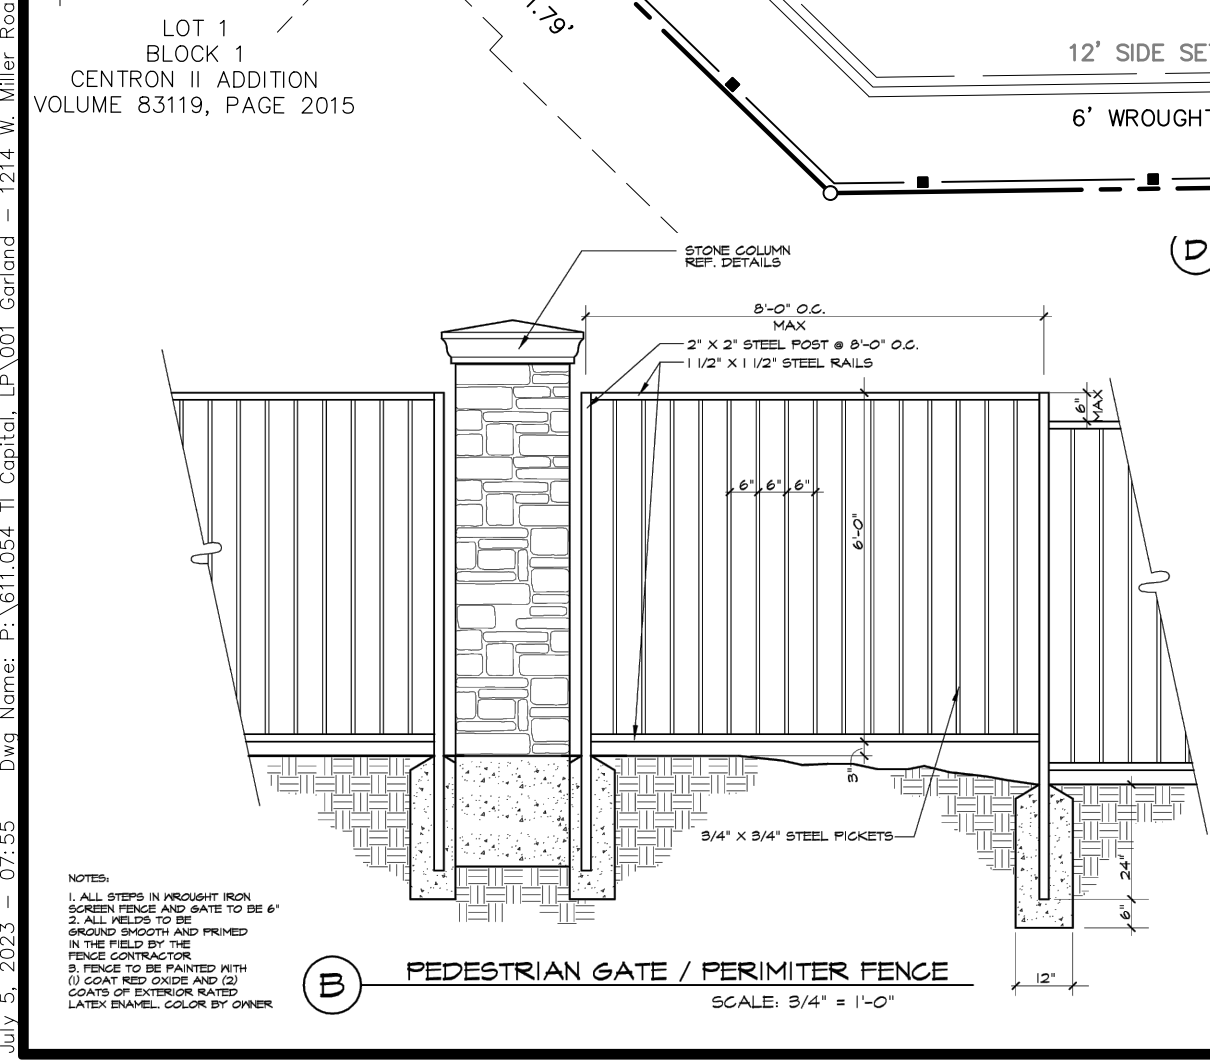 LOT 1
BLOCK 1
CENTRON II ADDITION
VOLUME 83119, PAGE 2015
.79'
12' SIDE
6' WROUGHT
D
STONE COLUMN
REF. DETAILS
8'-0" O.C.
MAX
2" X 2" STEEL POST @ 8'-0" O.C.
1 1/2" X 1 1/2" STEEL RAILS
6"
MAX
6" 6" 6"
6'-0"
3"
3/4" X 3/4" STEEL PICKETS
24"
6"
12"
NOTES:
1. ALL STEPS IN WROUGHT IRON
SCREEN FENCE AND GATE TO BE 6"
2. ALL WELDS TO BE
GROUND SMOOTH AND PRIMED
IN THE FIELD BY THE
FENCE CONTRACTOR
3. FENCE TO BE PAINTED WITH
(1) COAT RED OXIDE AND (2)
COATS OF EXTERIOR RATED
LATEX ENAMEL. COLOR BY OWNER
B
PEDESTRIAN GATE / PERIMITER FENCE
SCALE: 3/4" = 1'-0"
July 5, 2023 - 07:55 Dwg Name: P:\611.054 TI Capital, LP\001 Garland - 1214 W. Miller